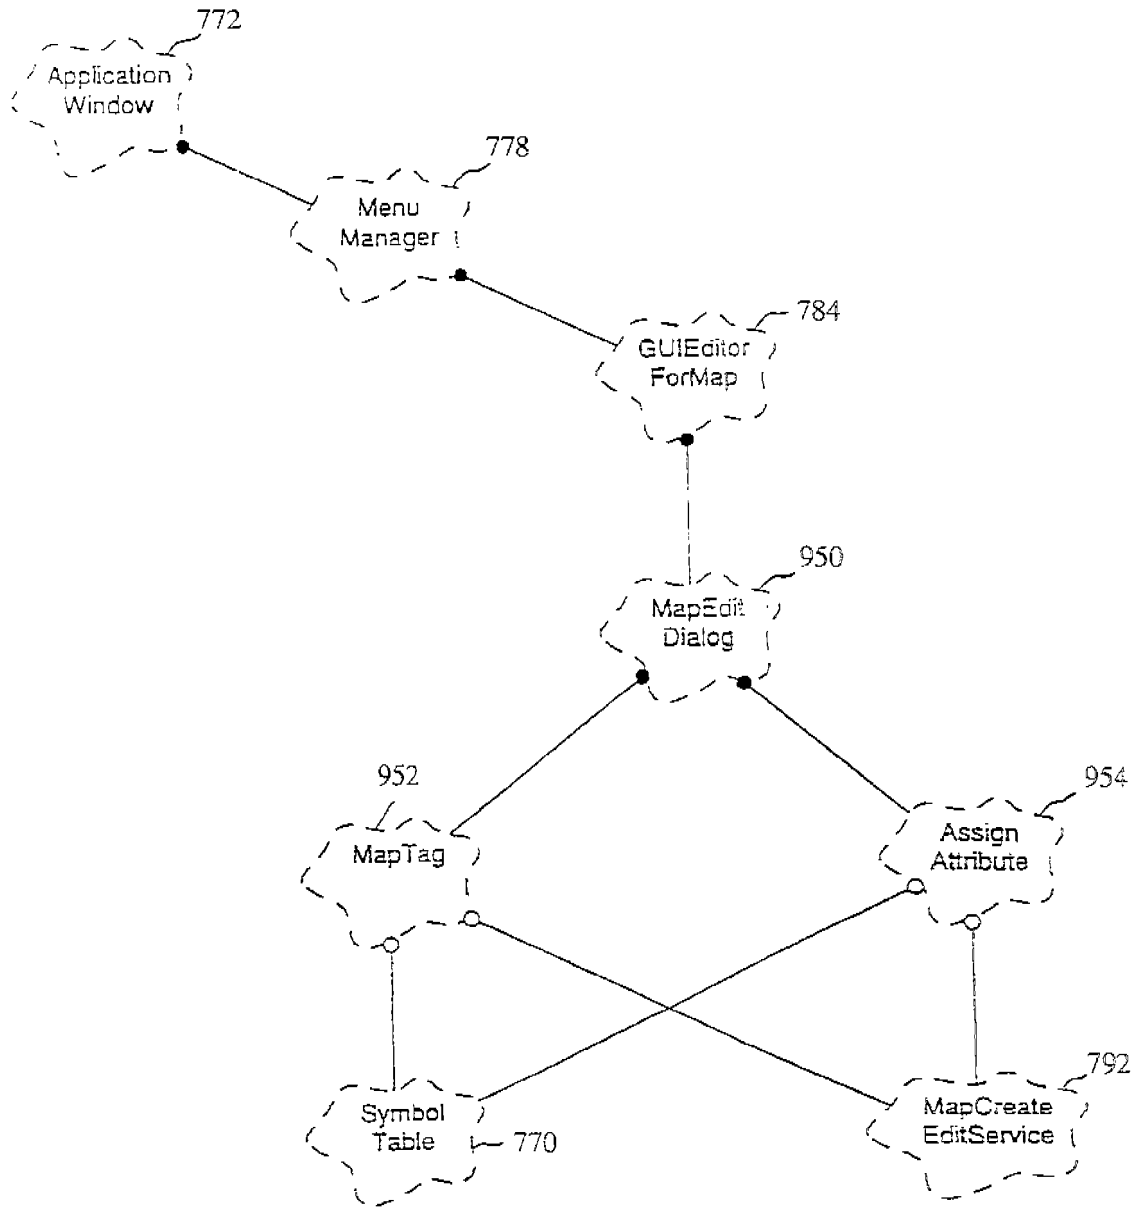 772
Application
Window
778
Menu
Manager
784
GUIEditor
ForMap
950
MapEdit
Dialog
952
MapTag
954
Assign
Attribute
Symbol
Table
770
792
MapCreate
EditService